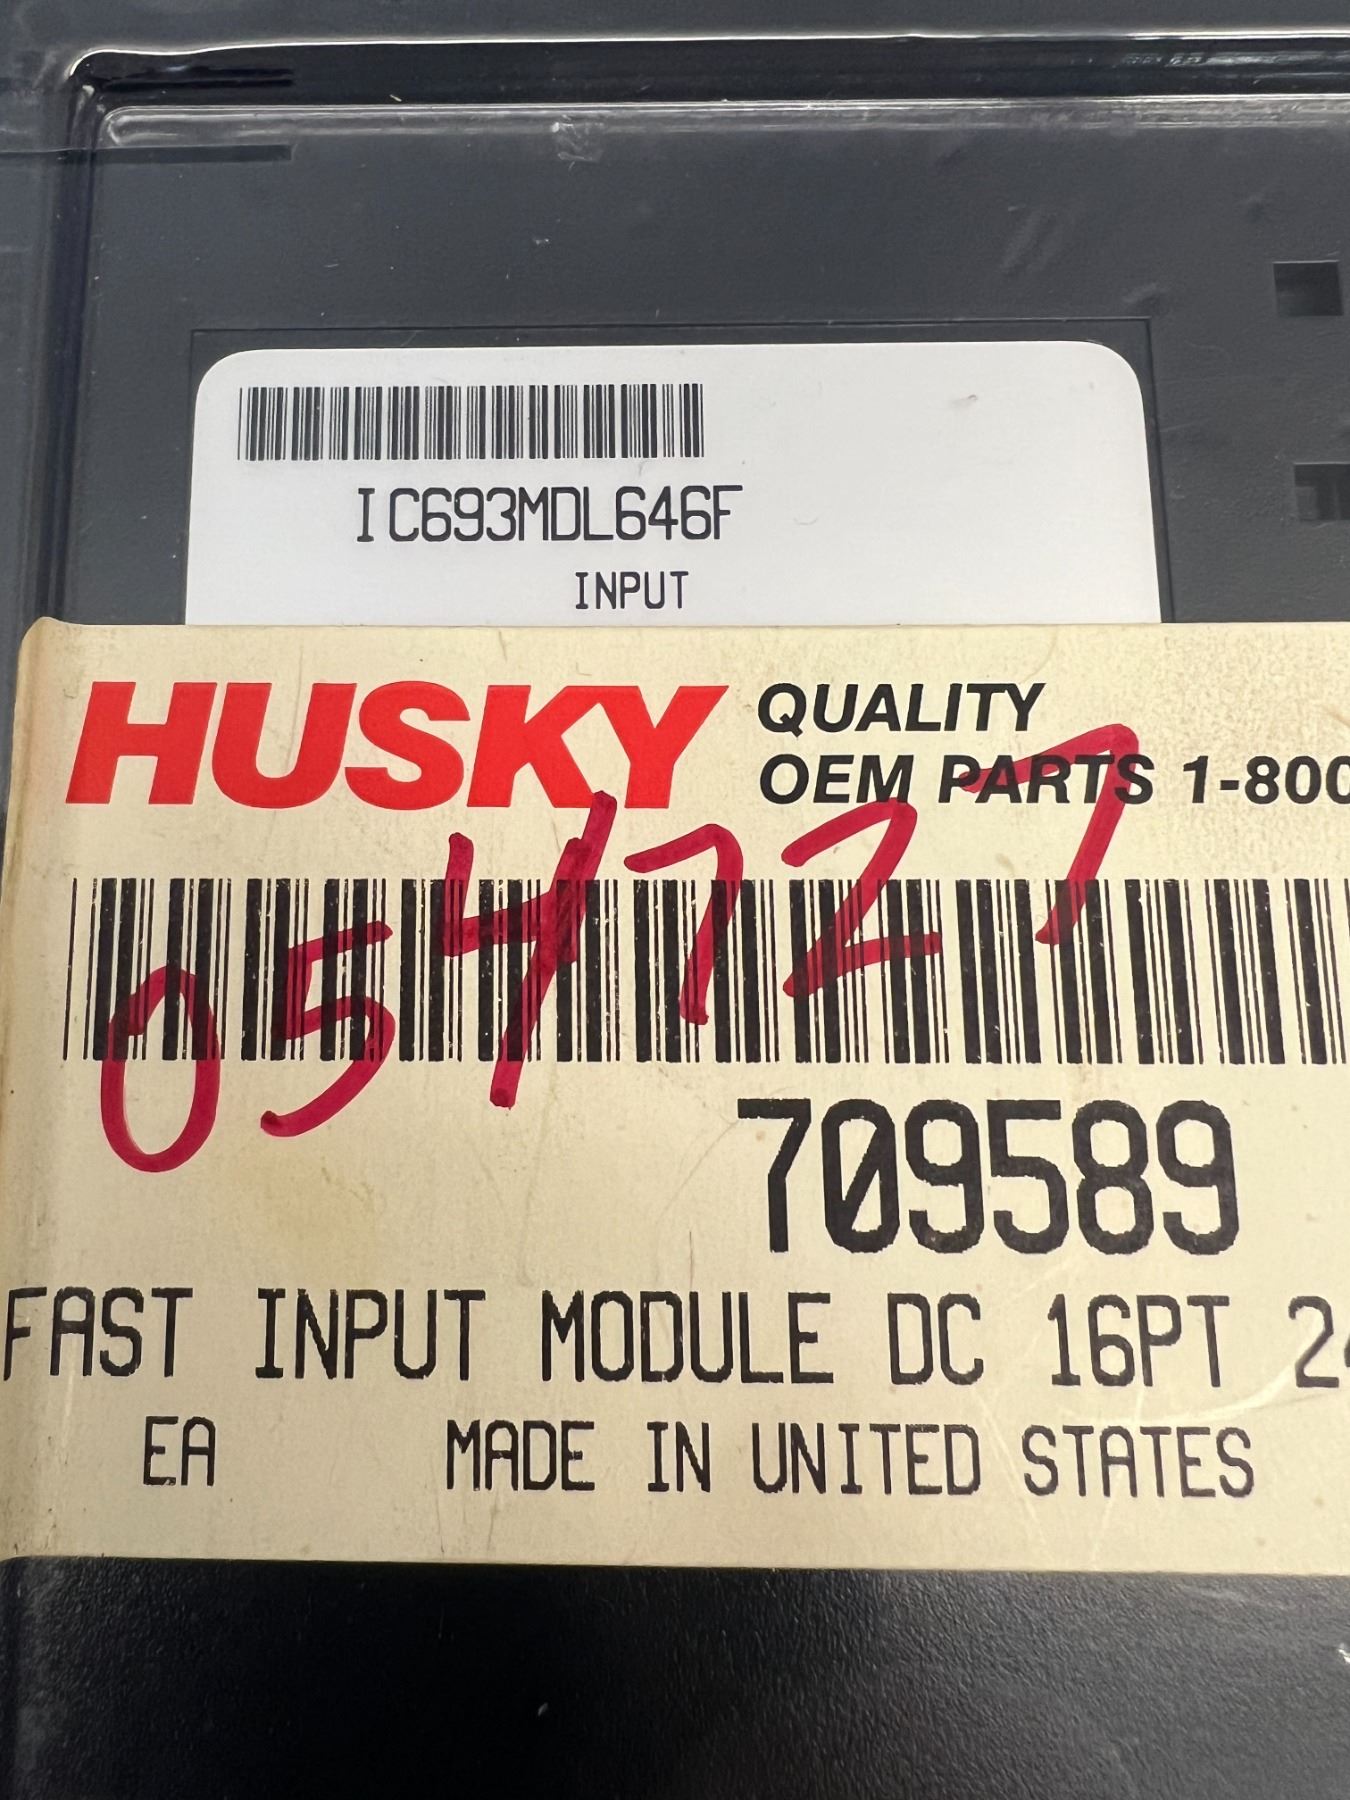 IC693MDL646F
INPUT
HUSKY QUALITY
OEM PARTS 1-800
054727
709589
FAST INPUT MODULE DC 16PT 24
EA MADE IN UNITED STATES